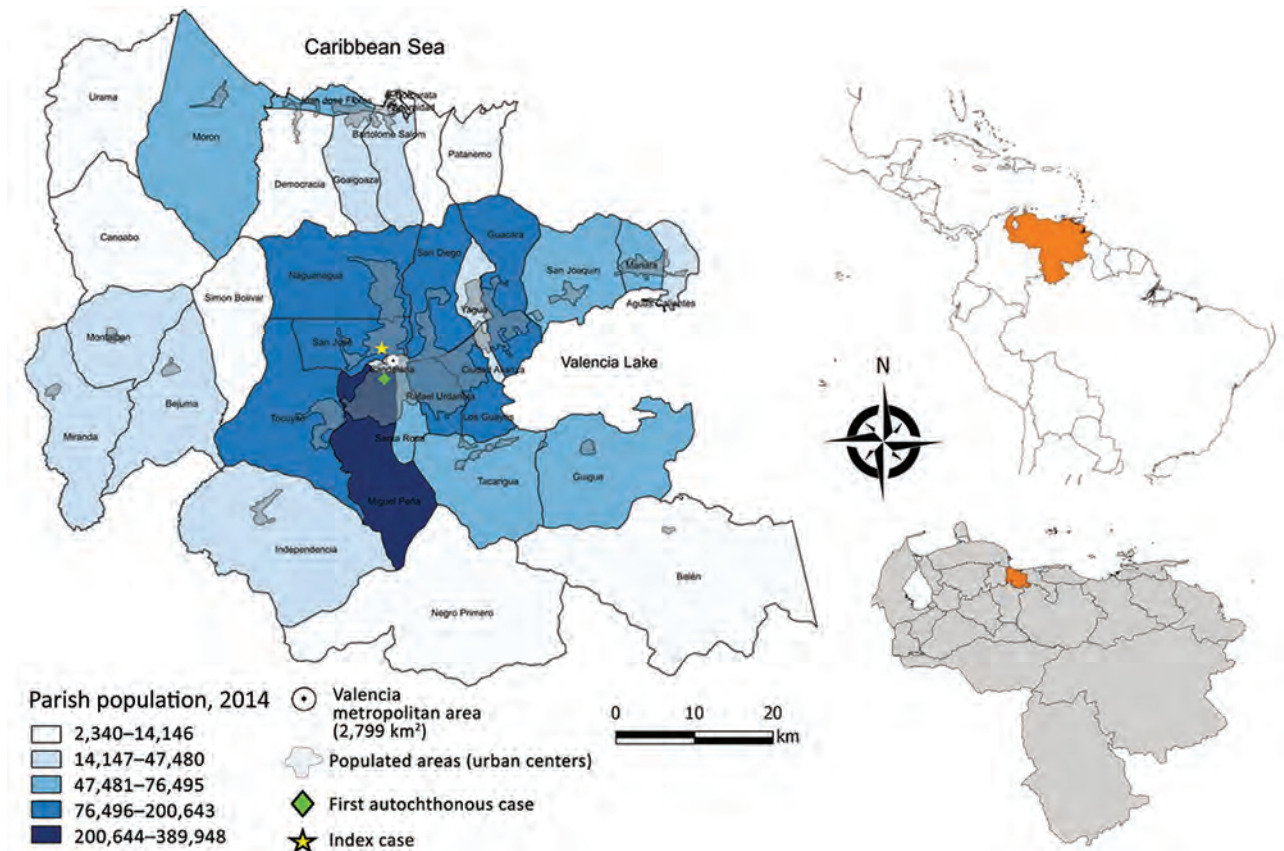 Caribbean Sea
Urama
Moron
Juan José Flores
Bartolomé Salom
Patanemo
Democracia
Goaigoaza
Canoabo
Guacara
San Diego
Naguanagua
San Joaquin
Mariara
Simon Bolivar
Aguas Calientes
Yagua
Montalban
San José
Valencia Lake
Ciudad Alianza
Bejuma
Rafael Urdaneta
Miranda
Tocuyito
Los Guayos
Santa Rosa
Tacarigua
Guigue
Miguel Peña
Independencia
Belén
Negro Primero
N
Parish population, 2014
2,340–14,146
14,147–47,480
47,481–76,495
76,496–200,643
200,644–389,948
Valencia
metropolitan area
(2,799 km²)
Populated areas (urban centers)
First autochthonous case
Index case
0 10 20
km